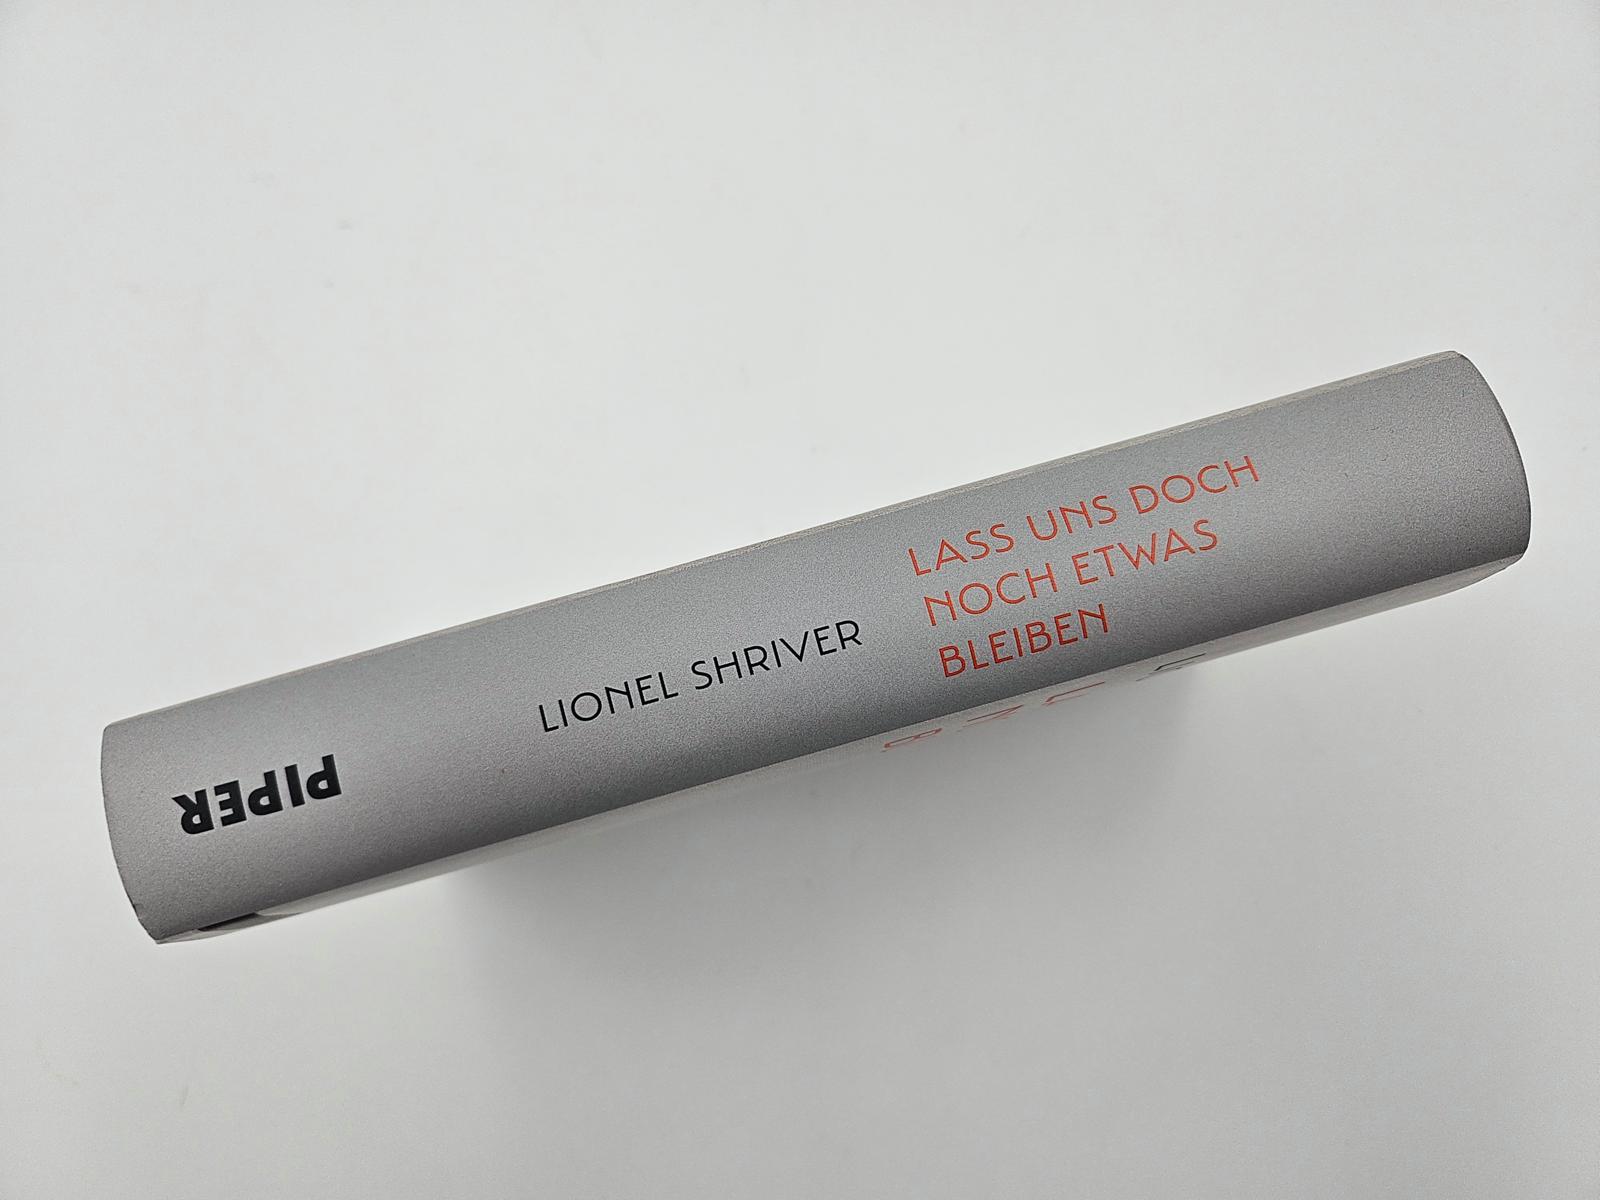 LIONEL SHRIVER
LASS UNS DOCH
NOCH ETWAS
BLEIBEN
PIPER